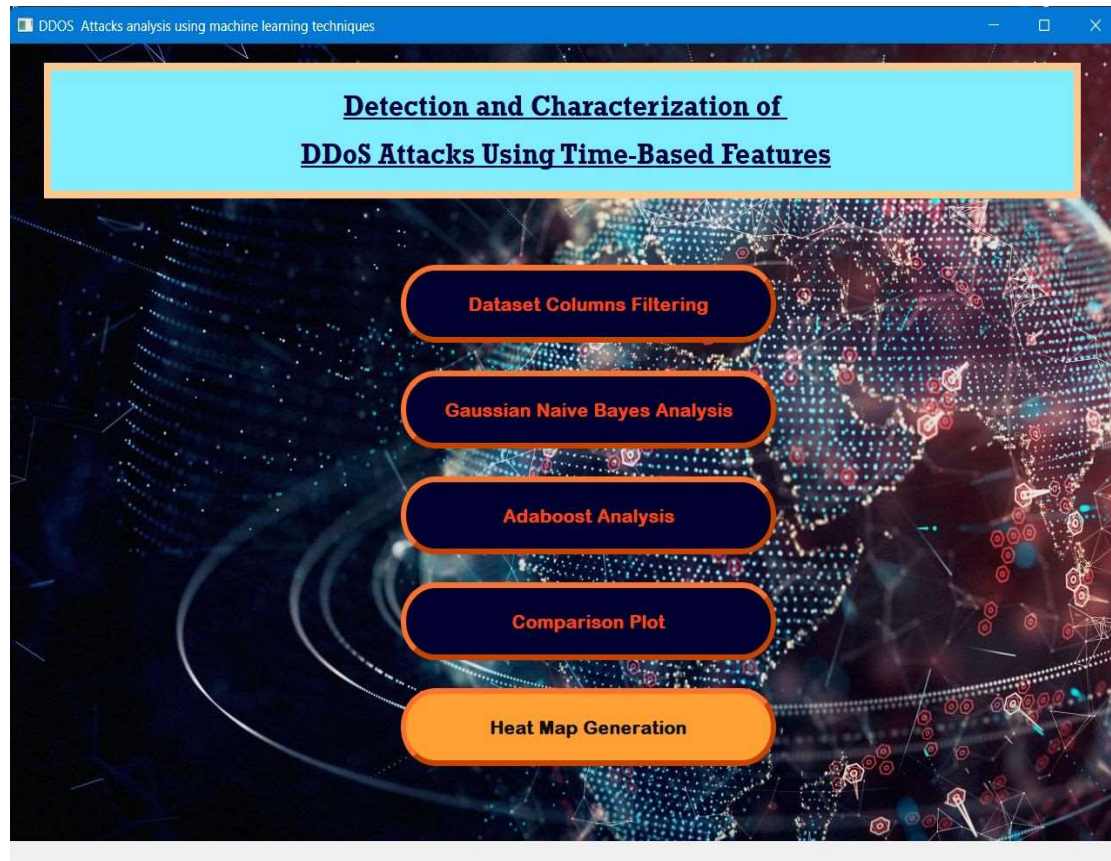 DDOS  Attacks analysis using machine learning techniques
Detection and Characterization of
DDoS Attacks Using Time-Based Features
Dataset Columns Filtering
Gaussian Naive Bayes Analysis
Adaboost Analysis
Comparison Plot
Heat Map Generation